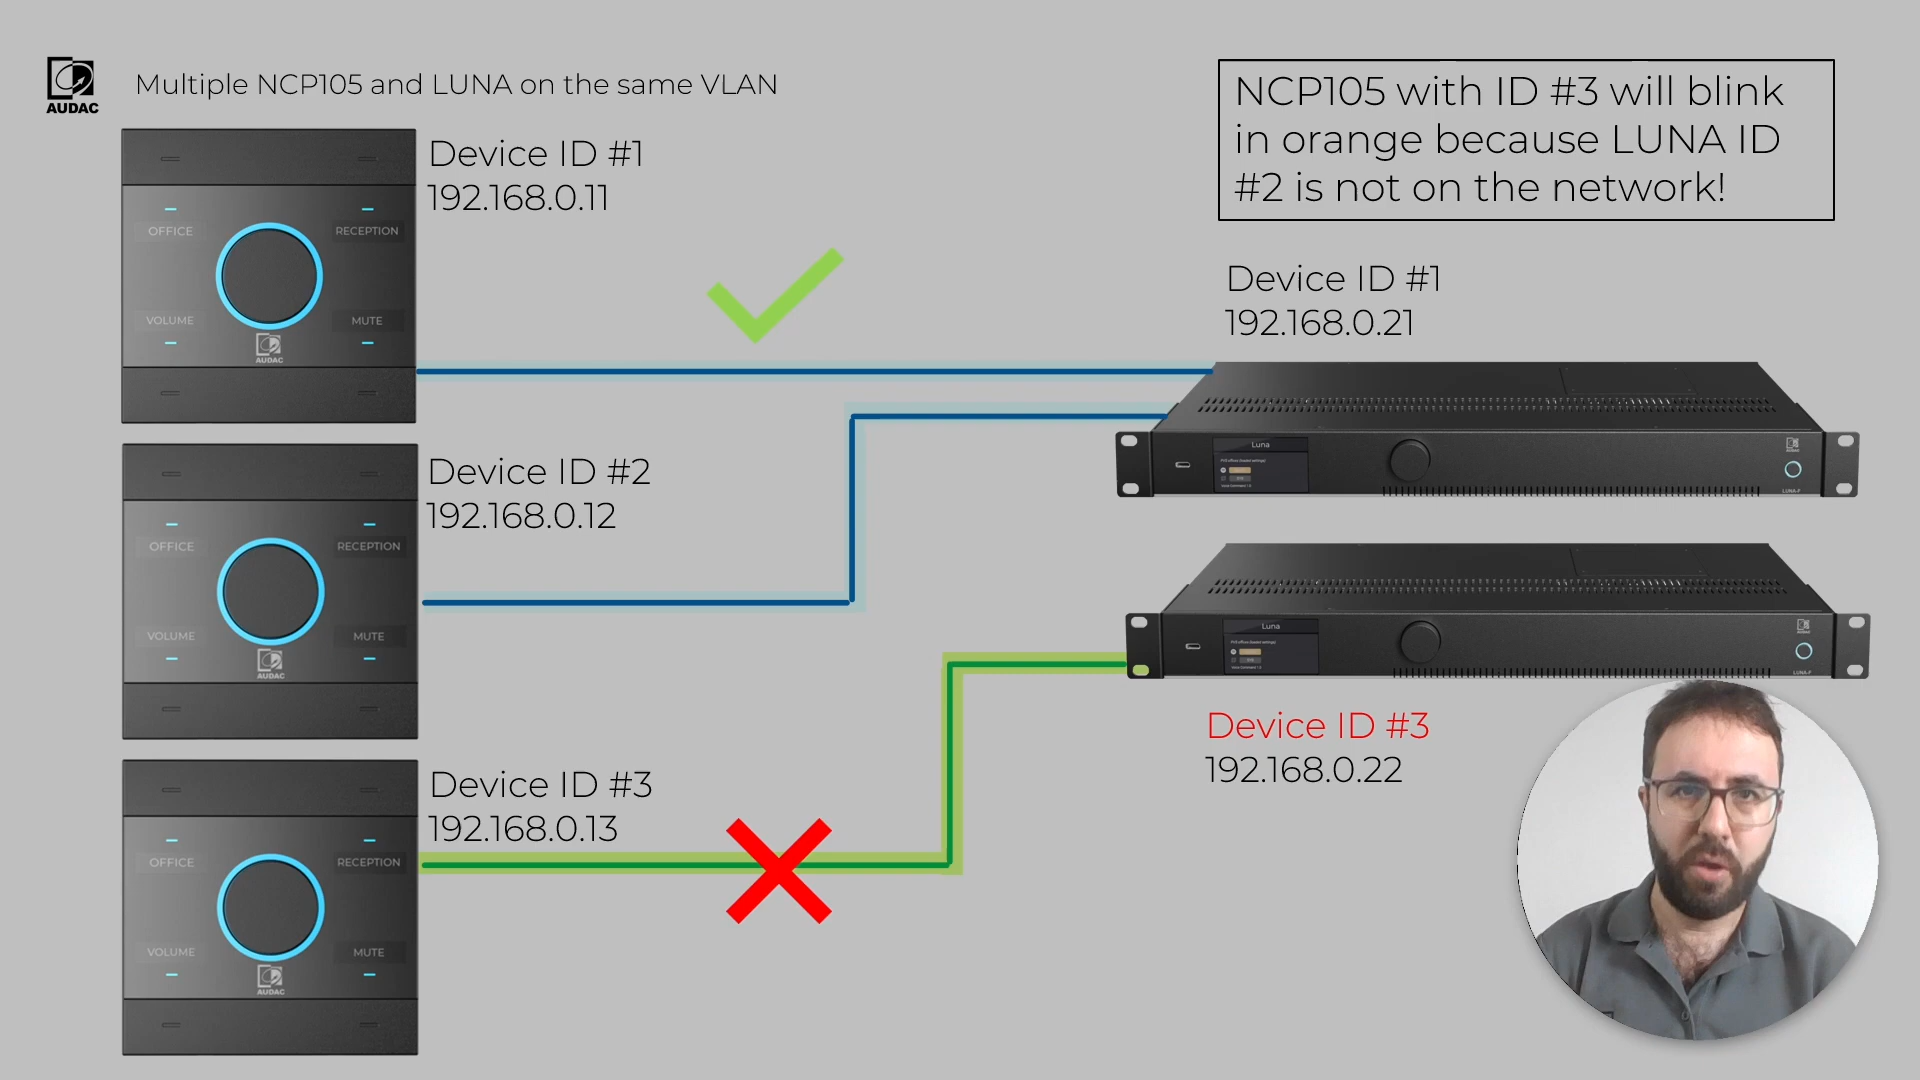 AUDAC
Multiple NCP105 and LUNA on the same VLAN
NCP105 with ID #3 will blink
in orange because LUNA ID
#2 is not on the network!
Device ID #1
192.168.0.11
OFFICE
RECEPTION
VOLUME
MUTE
AUDAC
Device ID #1
192.168.0.21
Luna
LUNA-F
Device ID #2
192.168.0.12
OFFICE
RECEPTION
VOLUME
MUTE
AUDAC
Luna
LUNA-F
Device ID #3
192.168.0.22
Device ID #3
192.168.0.13
OFFICE
RECEPTION
VOLUME
MUTE
AUDAC